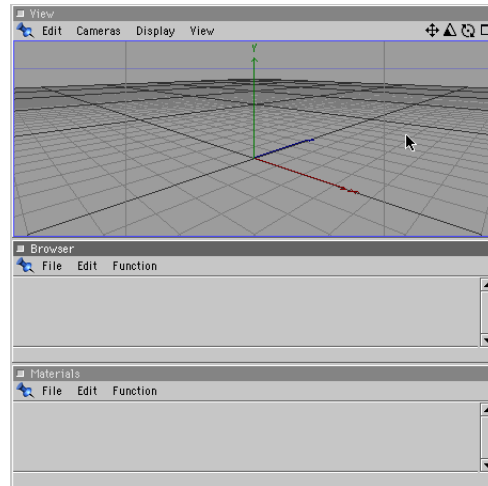 View
Edit Cameras Display View
Y
Browser
File Edit Function
Materials
File Edit Function